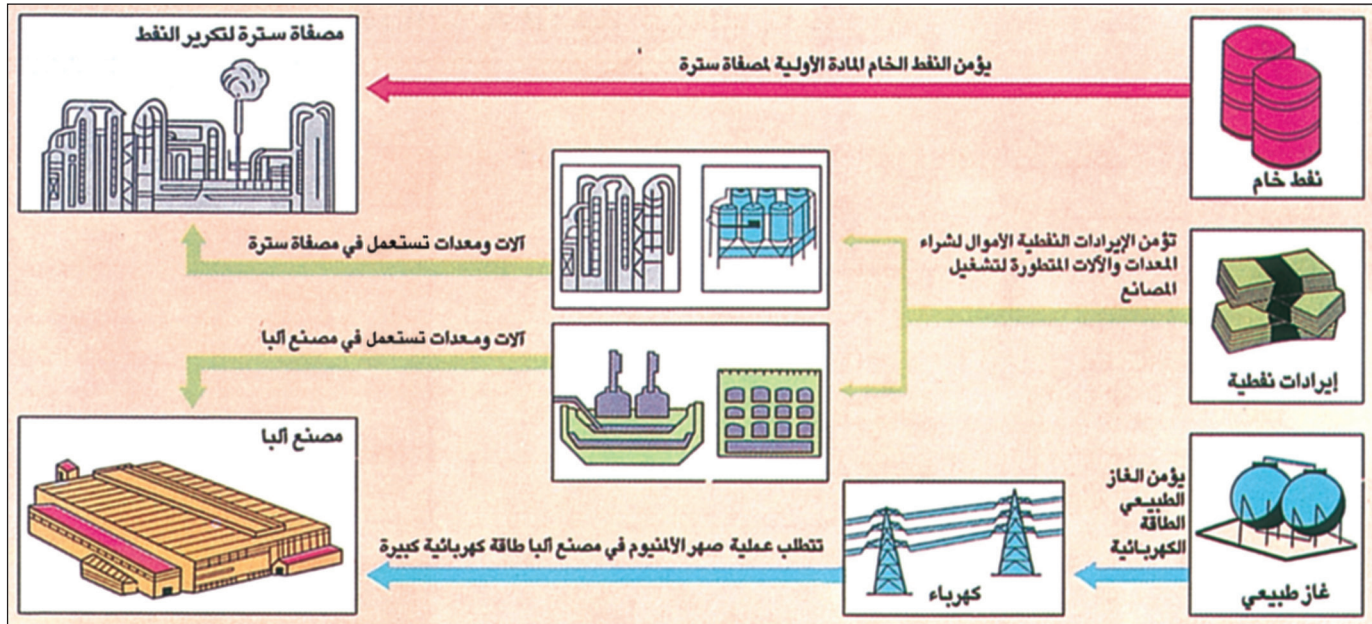 مصفاة سترة لتكرير النفط
يؤمن النفط الخام المادة الأولية لمصفاة سترة
نفط خام
آلات ومعدات تستعمل في مصفاة سترة
تؤمن الإيرادات النفطية الأموال لشراء
المعدات والآلات المتطورة لتشغيل
المصانع
إيرادات نفطية
آلات ومعدات تستعمل في مصنع ألبا
مصنع ألبا
يؤمن الغاز
الطبيعي
الطاقة
الكهربائية
تتطلب عملية صهر الألمنيوم في مصنع ألبا طاقة كهربائية كبيرة
كهرباء
غاز طبيعي